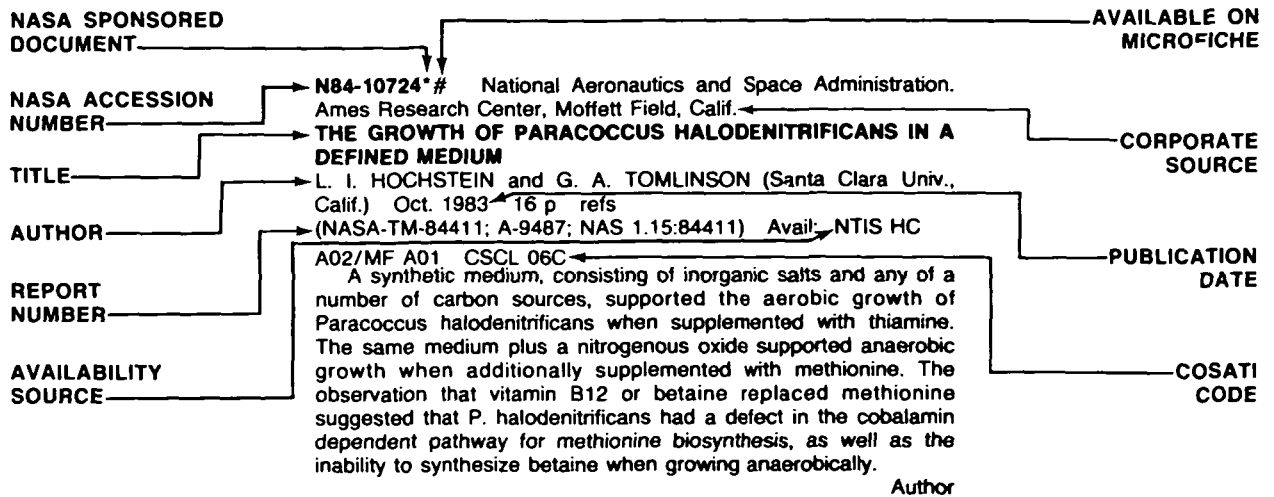 NASA SPONSORED
DOCUMENT
AVAILABLE ON
MICROFICHE
NASA ACCESSION
NUMBER
N84-10724*# National Aeronautics and Space Administration.
Ames Research Center, Moffett Field, Calif.
CORPORATE
SOURCE
TITLE
THE GROWTH OF PARACOCCUS HALODENITRIFICANS IN A
DEFINED MEDIUM
AUTHOR
L. I. HOCHSTEIN and G. A. TOMLINSON (Santa Clara Univ.,
Calif.) Oct. 1983 16 p refs
PUBLICATION
DATE
REPORT
NUMBER
(NASA-TM-84411; A-9487; NAS 1.15:84411) Avail: NTIS HC
A02/MF A01 CSCL 06C
AVAILABILITY
SOURCE
COSATI
CODE
A synthetic medium, consisting of inorganic salts and any of a
number of carbon sources, supported the aerobic growth of
Paracoccus halodenitrificans when supplemented with thiamine.
The same medium plus a nitrogenous oxide supported anaerobic
growth when additionally supplemented with methionine. The
observation that vitamin B12 or betaine replaced methionine
suggested that P. halodenitrificans had a defect in the cobalamin
dependent pathway for methionine biosynthesis, as well as the
inability to synthesize betaine when growing anaerobically.
Author